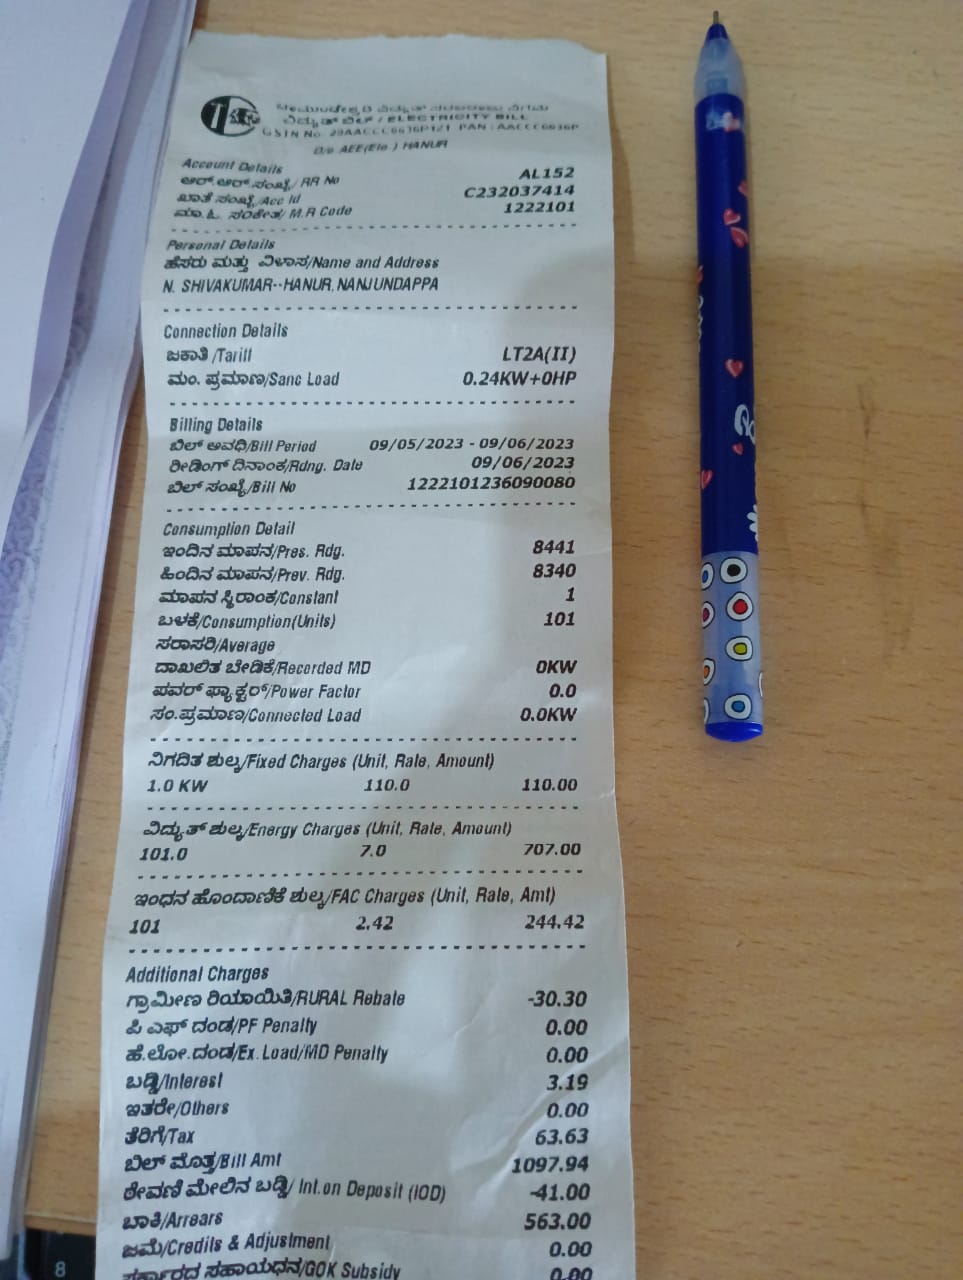 ಚಾಮುಂಡೇಶ್ವರಿ ವಿದ್ಯುತ್ ಸರಬರಾಜು ನಿಗಮ
ವಿದ್ಯುತ್ ಬಿಲ್ / ELECTRICITY BILL
GSTN No. 29AACCC6636P1Z1 PAN : AACCC6636P
O/o AEE(Ele ) HANUR
Account Details
ಆರ್.ಆರ್.ಸಂಖ್ಯೆ/ RR No AL152
ಖಾತೆ ಸಂಖ್ಯೆ/Acc Id C232037414
ಮಾ.ಓ. ಸಂಕೇತ/ M.R Code 1222101
Personal Details
ಹೆಸರು ಮತ್ತು ವಿಳಾಸ/Name and Address
N. SHIVAKUMAR--HANUR, NANJUNDAPPA
Connection Details
ಜಕಾತಿ /Tariff LT2A(II)
ಮಂ. ಪ್ರಮಾಣ/Sanc Load 0.24KW+0HP
Billing Details
ಬಿಲ್ ಅವಧಿ/Bill Period 09/05/2023 - 09/06/2023
ರೀಡಿಂಗ್ ದಿನಾಂಕ/Rdng. Date 09/06/2023
ಬಿಲ್ ಸಂಖ್ಯೆ/Bill No 1222101236090080
Consumption Detail
ಇಂದಿನ ಮಾಪನ/Pres. Rdg. 8441
ಹಿಂದಿನ ಮಾಪನ/Prev. Rdg. 8340
ಮಾಪನ ಸ್ಥಿರಾಂಕ/Constant 1
ಬಳಕೆ/Consumption(Units) 101
ಸರಾಸರಿ/Average
ದಾಖಲಿತ ಬೇಡಿಕೆ/Recorded MD 0KW
ಪವರ್ ಫ್ಯಾಕ್ಟರ್/Power Factor 0.0
ಸಂ.ಪ್ರಮಾಣ/Connected Load 0.0KW
ನಿಗದಿತ ಶುಲ್ಕ/Fixed Charges (Unit, Rate, Amount)
1.0 KW 110.0 110.00
ವಿದ್ಯುತ್ ಶುಲ್ಕ/Energy Charges (Unit, Rate, Amount)
101.0 7.0 707.00
ಇಂಧನ ಹೊಂದಾಣಿಕೆ ಶುಲ್ಕ/FAC Charges (Unit, Rate, Amt)
101 2.42 244.42
Additional Charges
ಗ್ರಾಮೀಣ ರಿಯಾಯಿತಿ/RURAL Rebate -30.30
ಪಿ ಎಫ್ ದಂಡ/PF Penalty 0.00
ಹೆ.ಲೋ.ದಂಡ/Ex. Load/MD Penalty 0.00
ಬಡ್ಡಿ/Interest 3.19
ಇತರೇ/Others 0.00
ತೆರಿಗೆ/Tax 63.63
ಬಿಲ್ ಮೊತ್ತ/Bill Amt 1097.94
ಠೇವಣಿ ಮೇಲಿನ ಬಡ್ಡಿ/ Int.on Deposit (IOD) -41.00
ಬಾಕಿ/Arrears 563.00
ಜಮೆ/Credits & Adjustment 0.00
ಸರ್ಕಾರದ ಸಹಾಯಧನ/GOK Subsidy 0.00
8